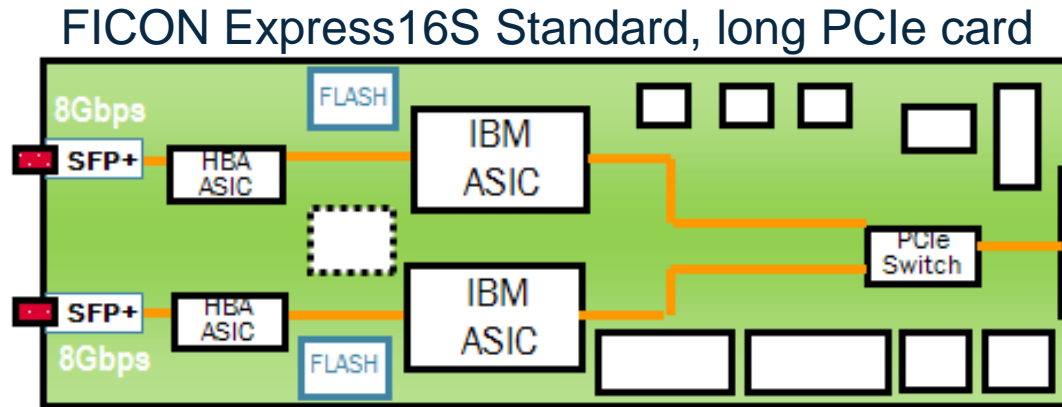 FICON Express16S Standard, long PCIe card
8Gbps
FLASH
SFP+
HBA
ASIC
IBM
ASIC
PCIe
Switch
SFP+
HBA
ASIC
IBM
ASIC
8Gbps
FLASH